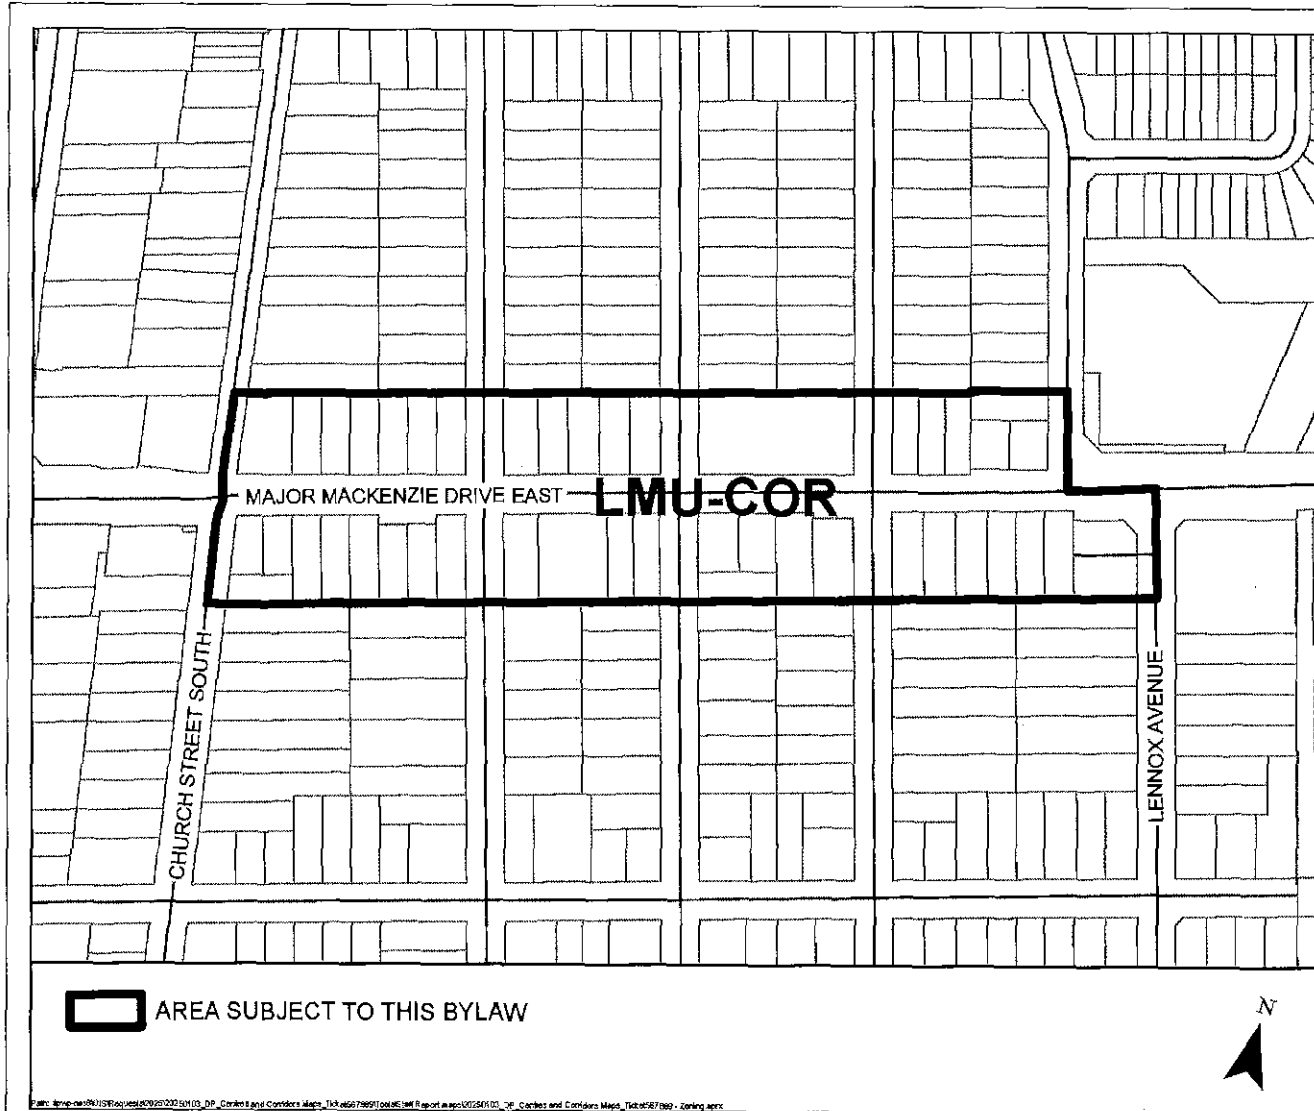 MAJOR MACKENZIE DRIVE EAST
LMU-COR
CHURCH STREET SOUTH
LENNOX AVENUE
AREA SUBJECT TO THIS BYLAW
N